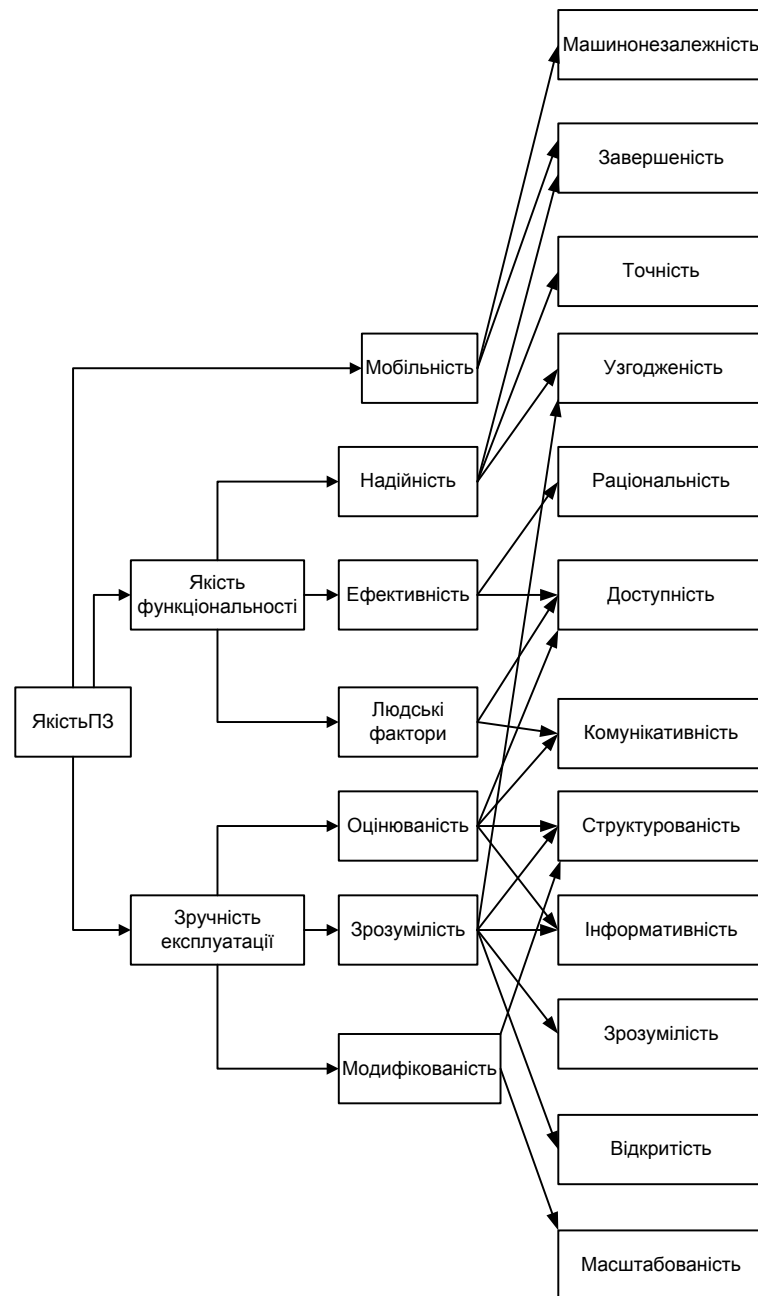 Машинонезалежність
Завершеність
Точність
Мобільність
Узгодженість
Надійність
Раціональність
Якість
функціональності
Ефективність
Доступність
ЯкістьПЗ
Людські
фактори
Комунікативність
Оцінюваність
Структурованість
Зручність
експлуатації
Зрозумілість
Інформативність
Зрозумілість
Модифікованість
Відкритість
Масштабованість